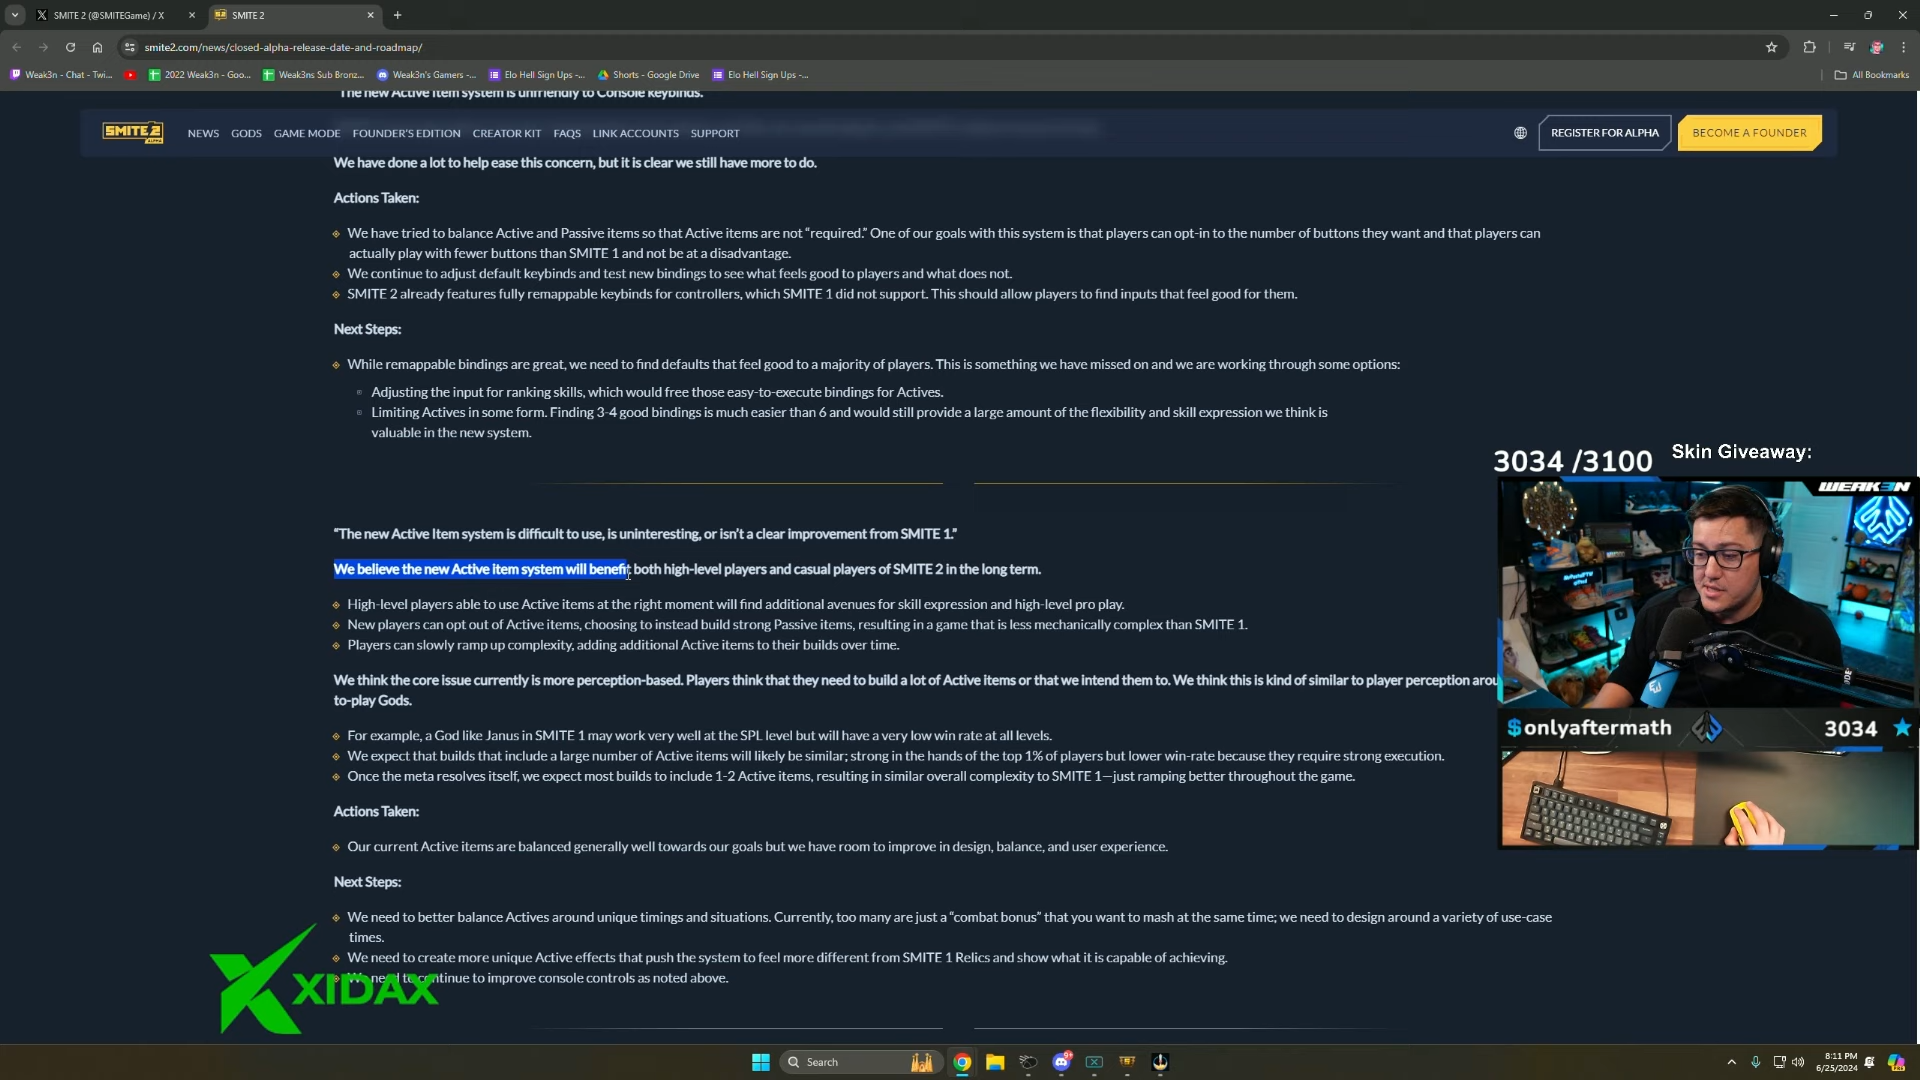 SMITE 2 (@SMITEGame) / X
SMITE 2
smite2.com/news/closed-alpha-release-date-and-roadmap/
Weak3n - Chat - Twi...
2022 Weak3n - Goo...
Weak3ns Sub Bronz...
Weak3n's Gamers -...
Elo Hell Sign Ups -...
Shorts - Google Drive
Elo Hell Sign Ups -...
All Bookmarks
"The new Active Item system is unfriendly to Console keybinds.
SMITE 2
ALPHA
NEWS
GODS
GAME MODE
FOUNDER'S EDITION
CREATOR KIT
FAQS
LINK ACCOUNTS
SUPPORT
REGISTER FOR ALPHA
BECOME A FOUNDER
We have done a lot to help ease this concern, but it is clear we still have more to do.
Actions Taken:
We have tried to balance Active and Passive items so that Active items are not “required.” One of our goals with this system is that players can opt-in to the number of buttons they want and that players can
actually play with fewer buttons than SMITE 1 and not be at a disadvantage.
We continue to adjust default keybinds and test new bindings to see what feels good to players and what does not.
SMITE 2 already features fully remappable keybinds for controllers, which SMITE 1 did not support. This should allow players to find inputs that feel good for them.
Next Steps:
While remappable bindings are great, we need to find defaults that feel good to a majority of players. This is something we have missed on and we are working through some options:
Adjusting the input for ranking skills, which would free those easy-to-execute bindings for Actives.
Limiting Actives in some form. Finding 3-4 good bindings is much easier than 6 and would still provide a large amount of the flexibility and skill expression we think is
valuable in the new system.
3034 /3100
Skin Giveaway:
WEAK3N
“The new Active Item system is difficult to use, is uninteresting, or isn’t a clear improvement from SMITE 1.”
We believe the new Active item system will benefit both high-level players and casual players of SMITE 2 in the long term.
High-level players able to use Active items at the right moment will find additional avenues for skill expression and high-level pro play.
New players can opt out of Active items, choosing to instead build strong Passive items, resulting in a game that is less mechanically complex than SMITE 1.
Players can slowly ramp up complexity, adding additional Active items to their builds over time.
We think the core issue currently is more perception-based. Players think that they need to build a lot of Active items or that we intend them to. We think this is kind of similar to player perception arou
to-play Gods.
$onlyaftermath
3034
For example, a God like Janus in SMITE 1 may work very well at the SPL level but will have a very low win rate at all levels.
We expect that builds that include a large number of Active items will likely be similar; strong in the hands of the top 1% of players but lower win-rate because they require strong execution.
Once the meta resolves itself, we expect most builds to include 1-2 Active items, resulting in similar overall complexity to SMITE 1—just ramping better throughout the game.
Actions Taken:
Our current Active items are balanced generally well towards our goals but we have room to improve in design, balance, and user experience.
Next Steps:
We need to better balance Actives around unique timings and situations. Currently, too many are just a “combat bonus” that you want to mash at the same time; we need to design around a variety of use-case
times.
We need to create more unique Active effects that push the system to feel more different from SMITE 1 Relics and show what it is capable of achieving.
We need to continue to improve console controls as noted above.
XIDAX
Search
8:11 PM
6/25/2024